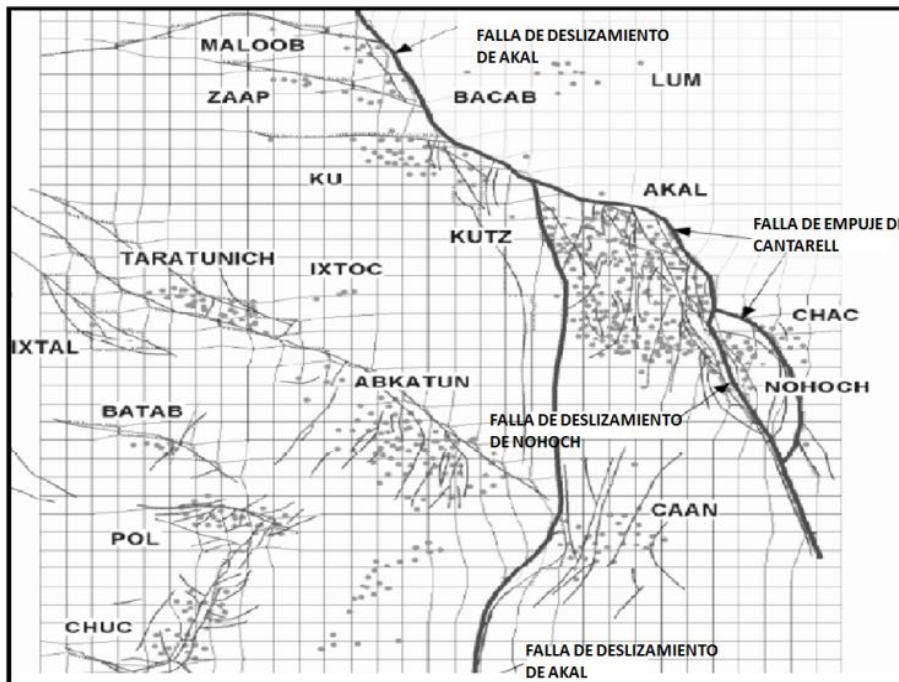 MALOOB
FALLA DE DESLIZAMIENTO
DE AKAL
ZAAP
BACAB
LUM
KU
AKAL
KUTZ
FALLA DE EMPUJE DE
CANTARELL
TARATUNICH
IXTOC
CHAC
IXTAL
ABKATUN
NOHOCH
BATAB
FALLA DE DESLIZAMIENTO
DE NOHOCH
CAAN
POL
CHUC
FALLA DE DESLIZAMIENTO
DE AKAL